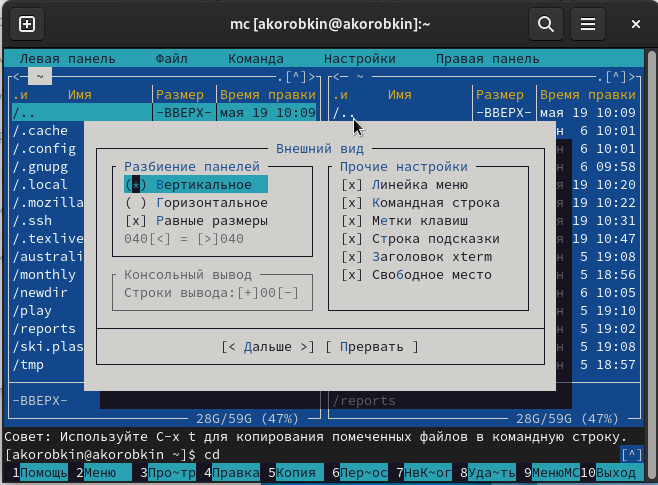 mc [akorobkin@akorobkin]:~
Левая панель Файл Команда Настройки Правая панель
<─ ~ .[^]> <─ ~ .[^]>
.и Имя Размер Время правки .и Имя Размер Время правки
/.. -ВВЕРХ- мая 19 10:09 /.. -ВВЕРХ- мая 19 10:09
/.cache н 6 10:01
Внешний вид
/.config н 6 10:01
Разбиение панелей Прочие настройки
/.gnupg н 6 09:58
/.local (*) Вертикальное [x] Линейка меню н 19 10:20
/.mozilla ( ) Горизонтальное [x] Командная строка н 19 10:22
/.ssh [x] Равные размеры [x] Метки клавиш н 19 10:31
/.texlive 040[<] = [>]040 [x] Строка подсказки н 19 10:47
/australi [x] Заголовок xterm н 5 19:08
/monthly Консольный вывод [x] Свободное место н 5 18:56
/newdir Строки вывода:[+]00[-] н 6 10:05
/play н 5 19:10
/reports н 5 19:02
/ski.plas [< Дальше >] [ Прервать ] н 5 19:08
/tmp н 5 18:57
-ВВЕРХ- /reports
28G/59G (47%) 28G/59G (47%)
Совет: Используйте C-x t для копирования помеченных файлов в командную строку.
[akorobkin@akorobkin ~]$ cd [^]
1Помощь 2Меню 3Про~тр 4Правка 5Копия 6Пер~ос 7НвК~ог 8Уда~ть 9МенюMC 10Выход